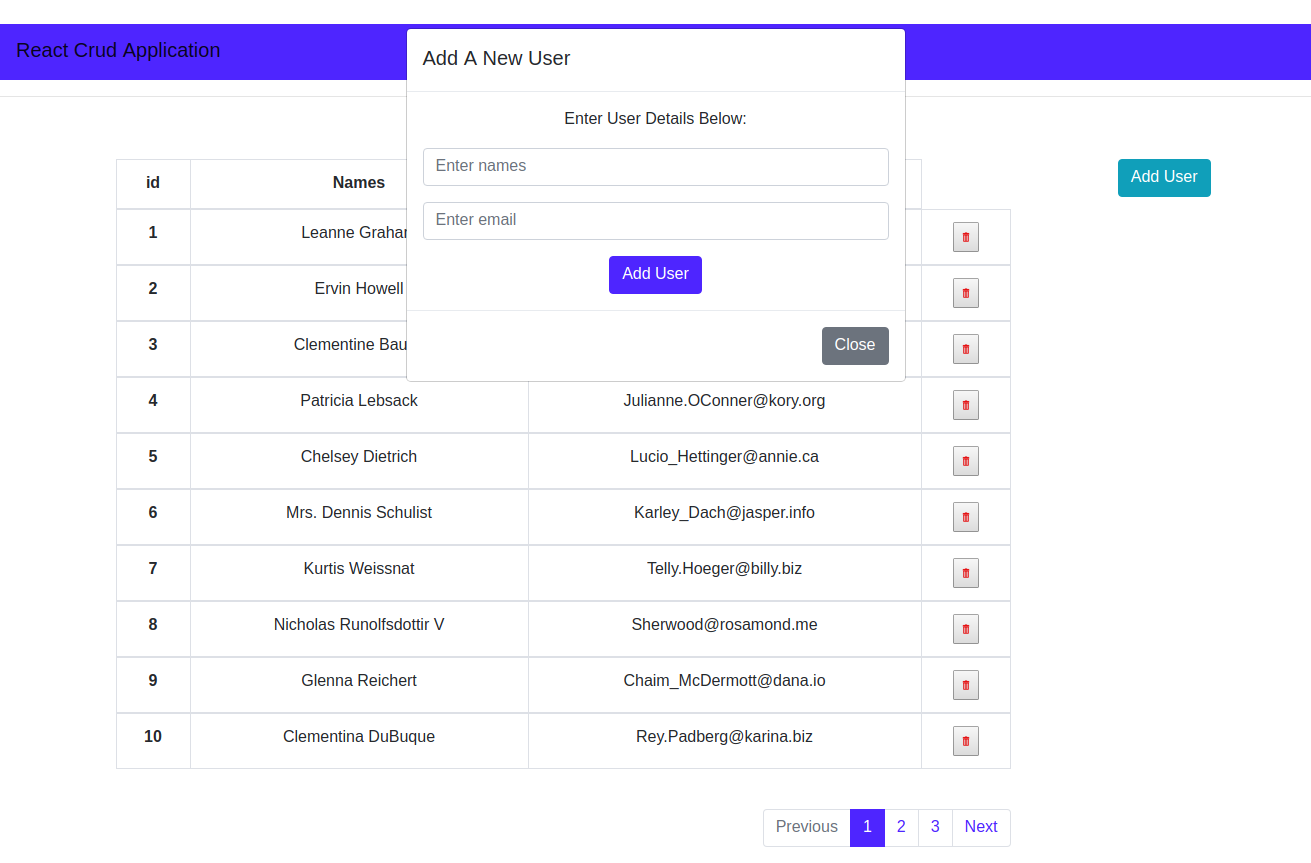 React Crud Application
Add A New User
Enter User Details Below:
Enter names
Enter email
Add User
Close
Add User
id Names
1 Leanne
2 Ervin Howell
3 Clementine
4 Patricia Lebsack Julianne.OConner@kory.org
5 Chelsey Dietrich Lucio_Hettinger@annie.ca
6 Mrs. Dennis Schulist Karley_Dach@jasper.info
7 Kurtis Weissnat Telly.Hoeger@billy.biz
8 Nicholas Runolfsdottir V Sherwood@rosamond.me
9 Glenna Reichert Chaim_McDermott@dana.io
10 Clementina DuBuque Rey.Padberg@karina.biz
Previous 1 2 3 Next